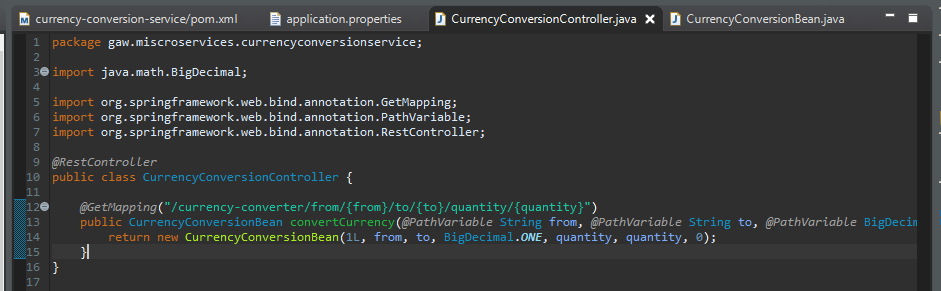 currency-conversion-service/pom.xml application.properties CurrencyConversionController.java CurrencyConversionBean.java
1 package gaw.miscroservices.currencyconversionservice;
2
3 import java.math.BigDecimal;
4
5 import org.springframework.web.bind.annotation.GetMapping;
6 import org.springframework.web.bind.annotation.PathVariable;
7 import org.springframework.web.bind.annotation.RestController;
8
9 @RestController
10 public class CurrencyConversionController {
11
12 @GetMapping("/currency-converter/from/{from}/to/{to}/quantity/{quantity}")
13 public CurrencyConversionBean convertCurrency(@PathVariable String from, @PathVariable String to, @PathVariable BigDecim
14 return new CurrencyConversionBean(1L, from, to, BigDecimal.ONE, quantity, quantity, 0);
15 }
16 }
17